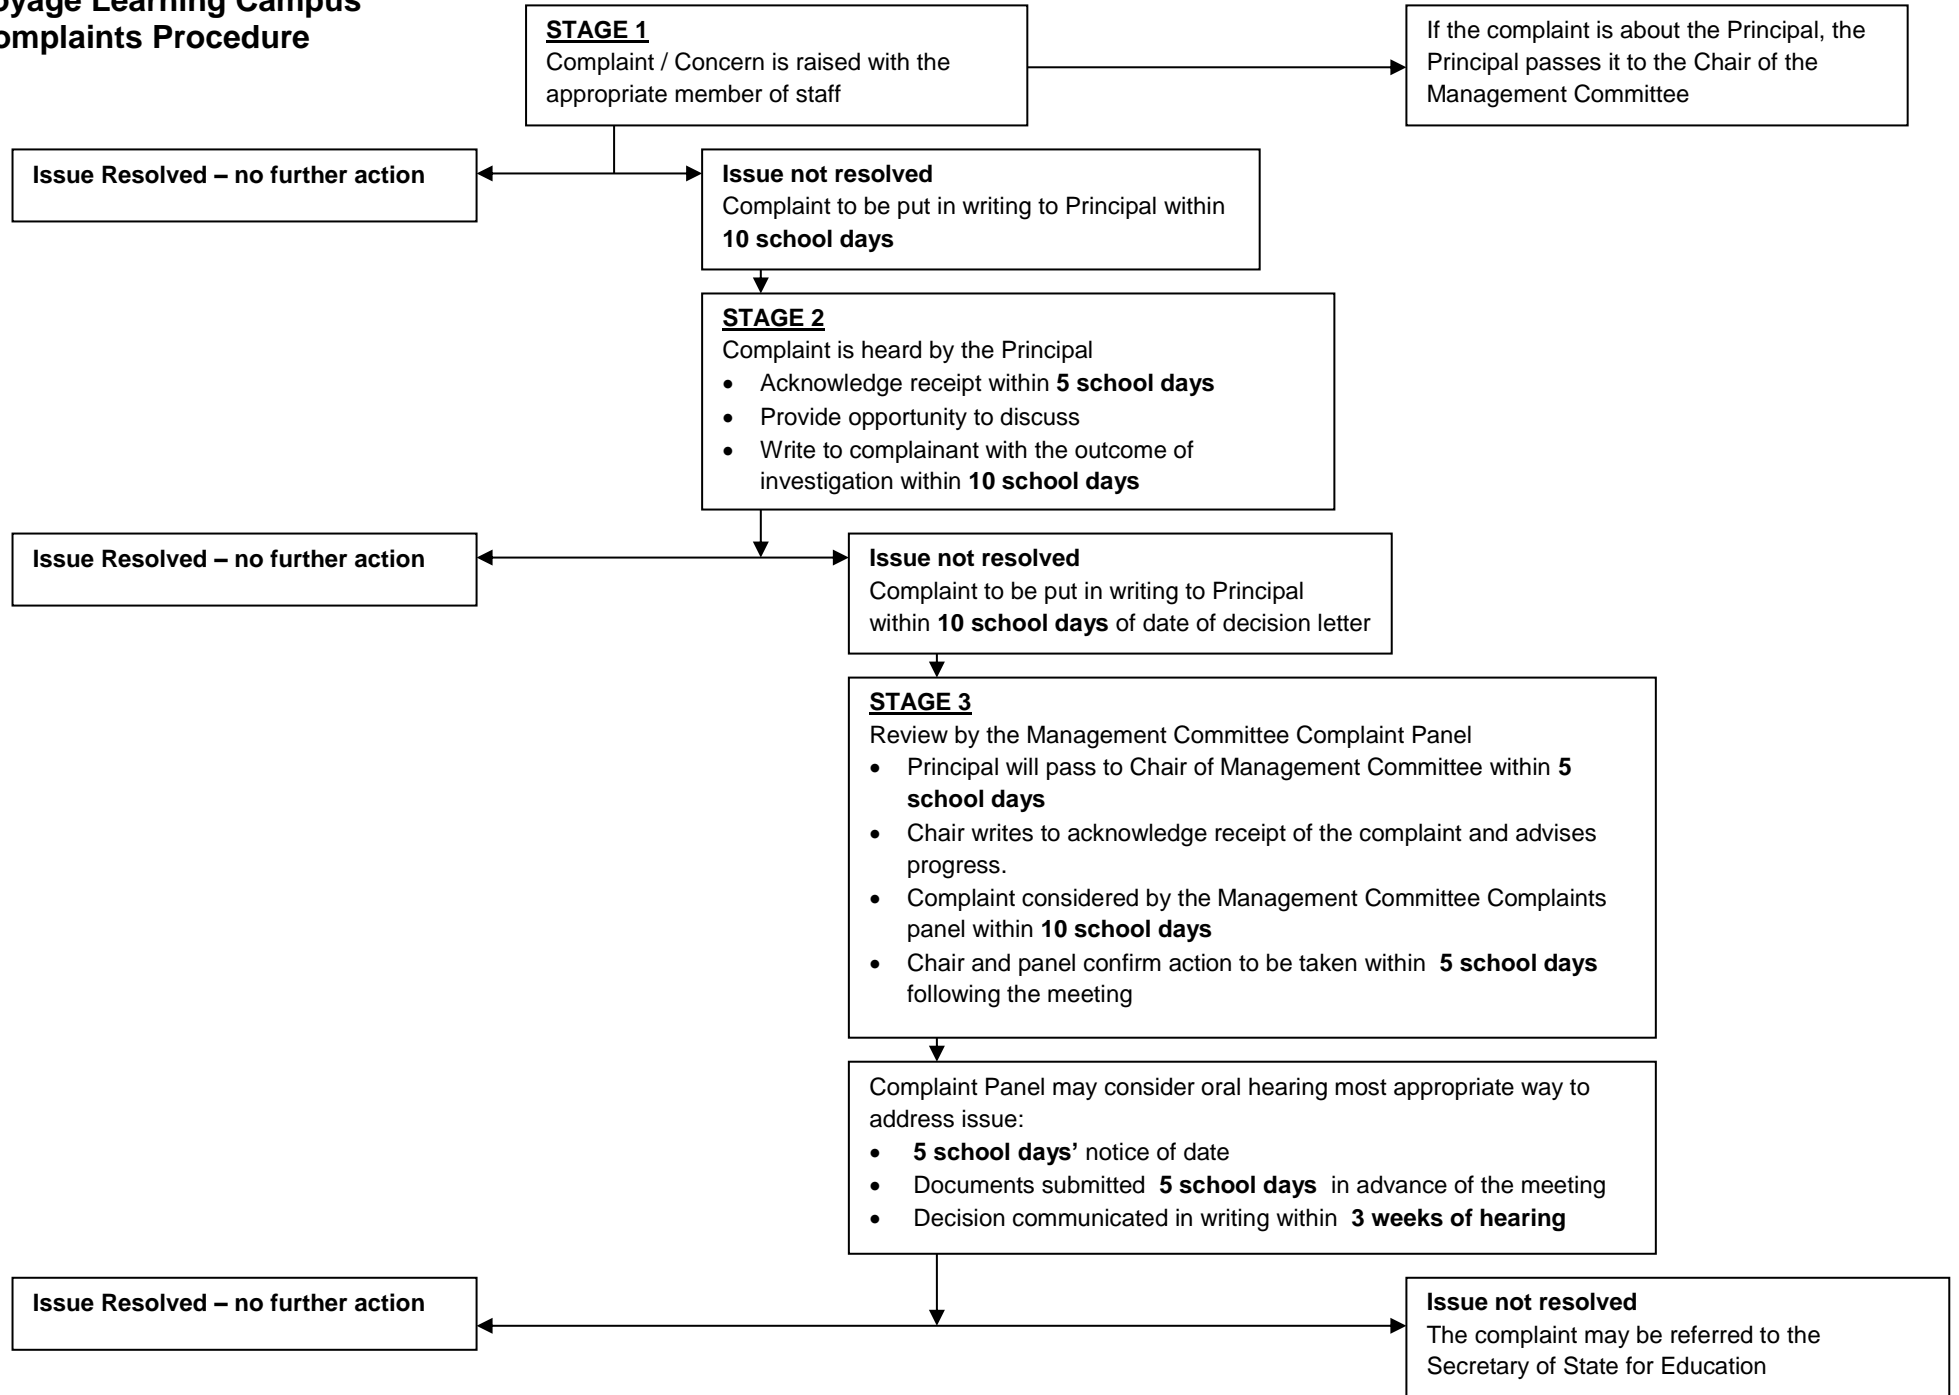 oyage Learning Campus
omplaints Procedure
STAGE 1
Complaint / Concern is raised with the
appropriate member of staff
If the complaint is about the Principal, the
Principal passes it to the Chair of the
Management Committee
Issue Resolved – no further action
Issue not resolved
Complaint to be put in writing to Principal within
10 school days
STAGE 2
Complaint is heard by the Principal
• Acknowledge receipt within 5 school days
• Provide opportunity to discuss
• Write to complainant with the outcome of
investigation within 10 school days
Issue Resolved – no further action
Issue not resolved
Complaint to be put in writing to Principal
within 10 school days of date of decision letter
STAGE 3
Review by the Management Committee Complaint Panel
• Principal will pass to Chair of Management Committee within 5
school days
• Chair writes to acknowledge receipt of the complaint and advises
progress.
• Complaint considered by the Management Committee Complaints
panel within 10 school days
• Chair and panel confirm action to be taken within 5 school days
following the meeting
Complaint Panel may consider oral hearing most appropriate way to
address issue:
• 5 school days’ notice of date
• Documents submitted 5 school days in advance of the meeting
• Decision communicated in writing within 3 weeks of hearing
Issue Resolved – no further action
Issue not resolved
The complaint may be referred to the
Secretary of State for Education